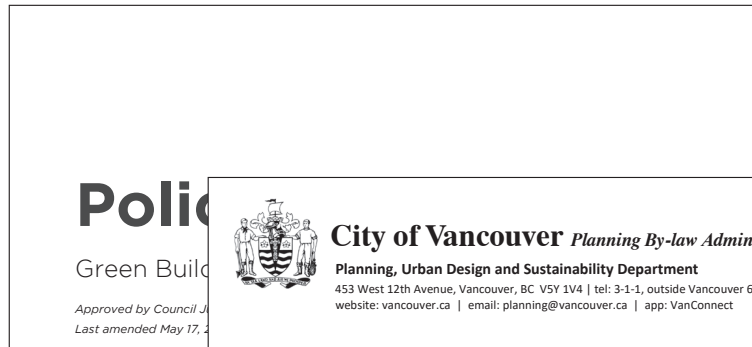 Polic
Green Build
Approved by Council J
Last amended May 17, 2
City of Vancouver Planning By-law Admin
Planning, Urban Design and Sustainability Department
453 West 12th Avenue, Vancouver, BC V5Y 1V4 | tel: 3-1-1, outside Vancouver 6
website: vancouver.ca | email: planning@vancouver.ca | app: VanConnect